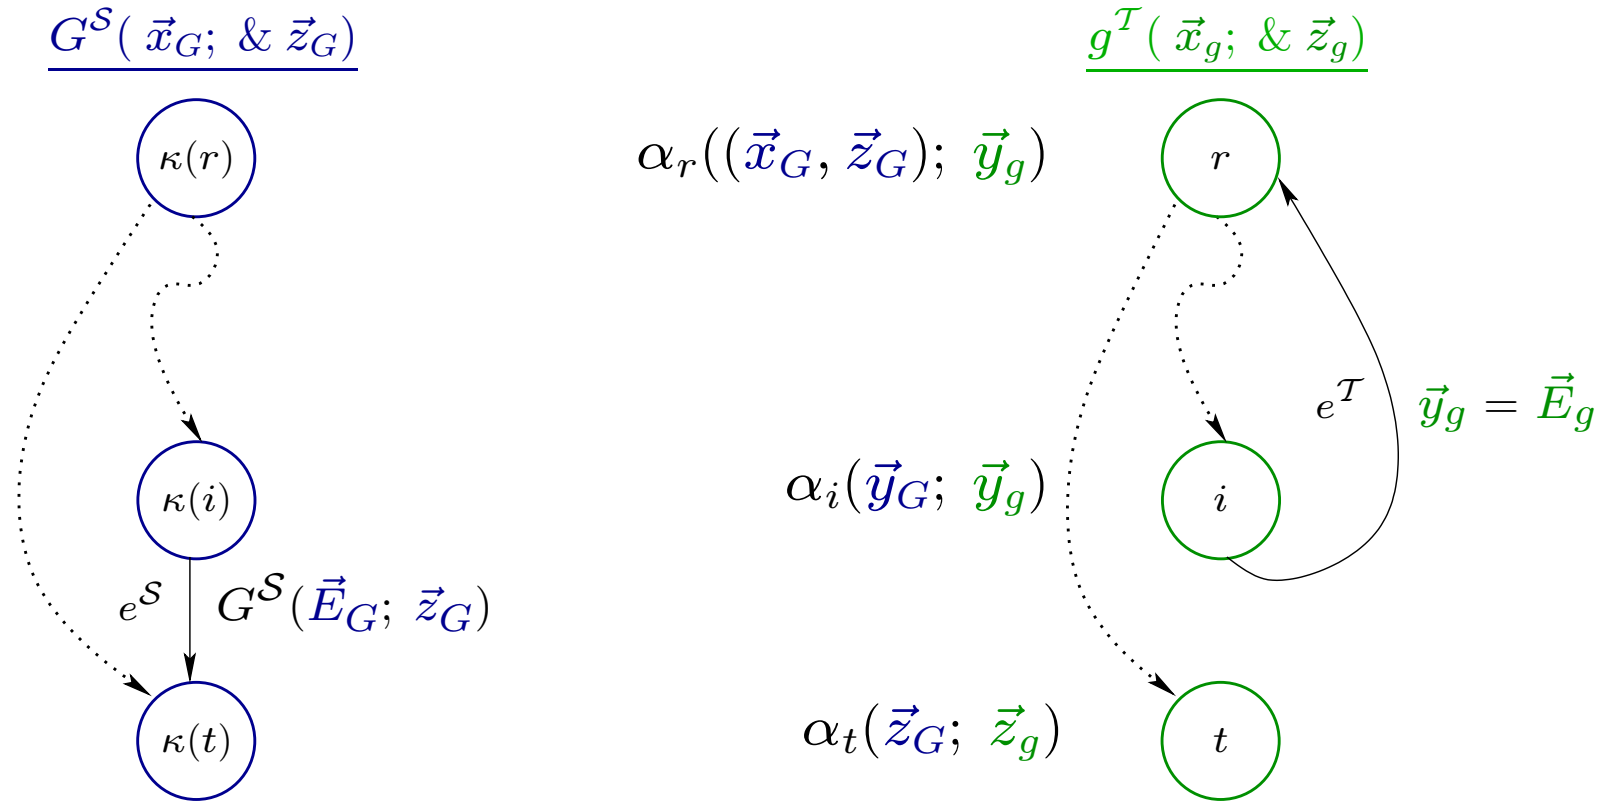 G^𝒮( x⃗_G; & z⃗_G)
g^𝒯( x⃗_g; & z⃗_g)
κ(r)
α_r((x⃗_G, z⃗_G); y⃗_g)
r
e^𝒯
y⃗_g = E⃗_g
κ(i)
α_i(y⃗_G; y⃗_g)
i
e^𝒮
G^𝒮(E⃗_G; z⃗_G)
κ(t)
α_t(z⃗_G; z⃗_g)
t